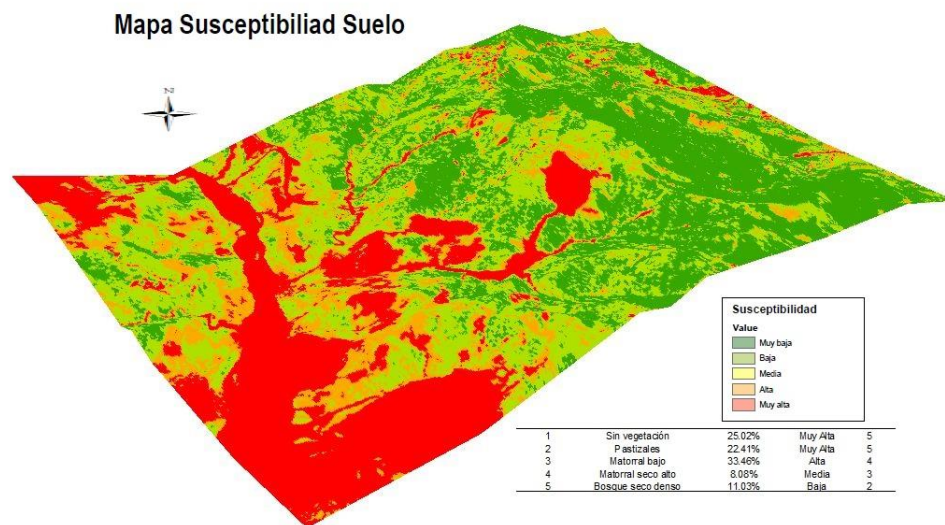 Mapa Susceptibiliad Suelo
N
Susceptibilidad
Value
Muy baja
Baja
Media
Alta
Muy alta
1 Sin vegetación 25.02% Muy Alta 5
2 Pastizales 22.41% Muy Alta 5
3 Matorral bajo 33.46% Alta 4
4 Matorral seco alto 8.08% Media 3
5 Bosque seco denso 11.03% Baja 2